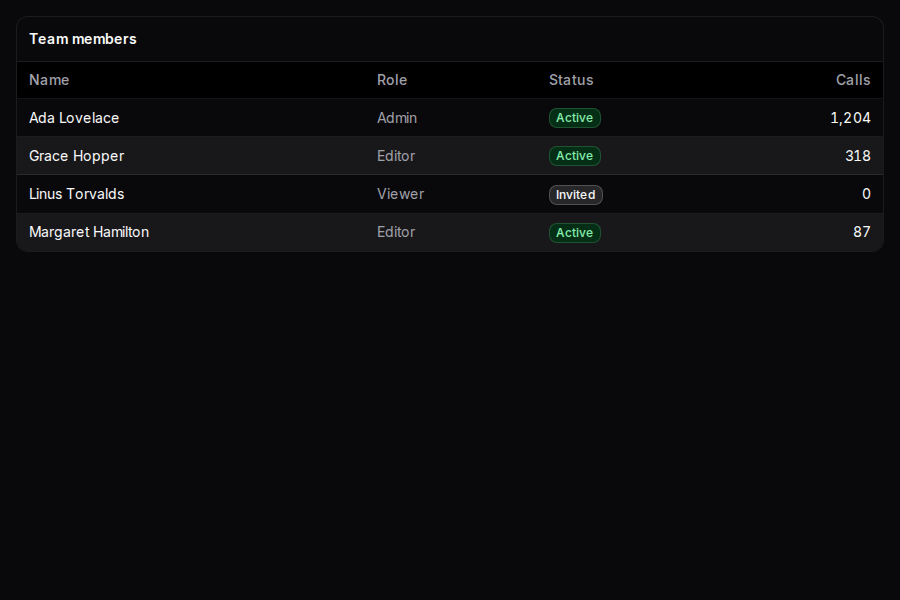 Team members
Name Role Status Calls
Ada Lovelace Admin Active 1,204
Grace Hopper Editor Active 318
Linus Torvalds Viewer Invited 0
Margaret Hamilton Editor Active 87